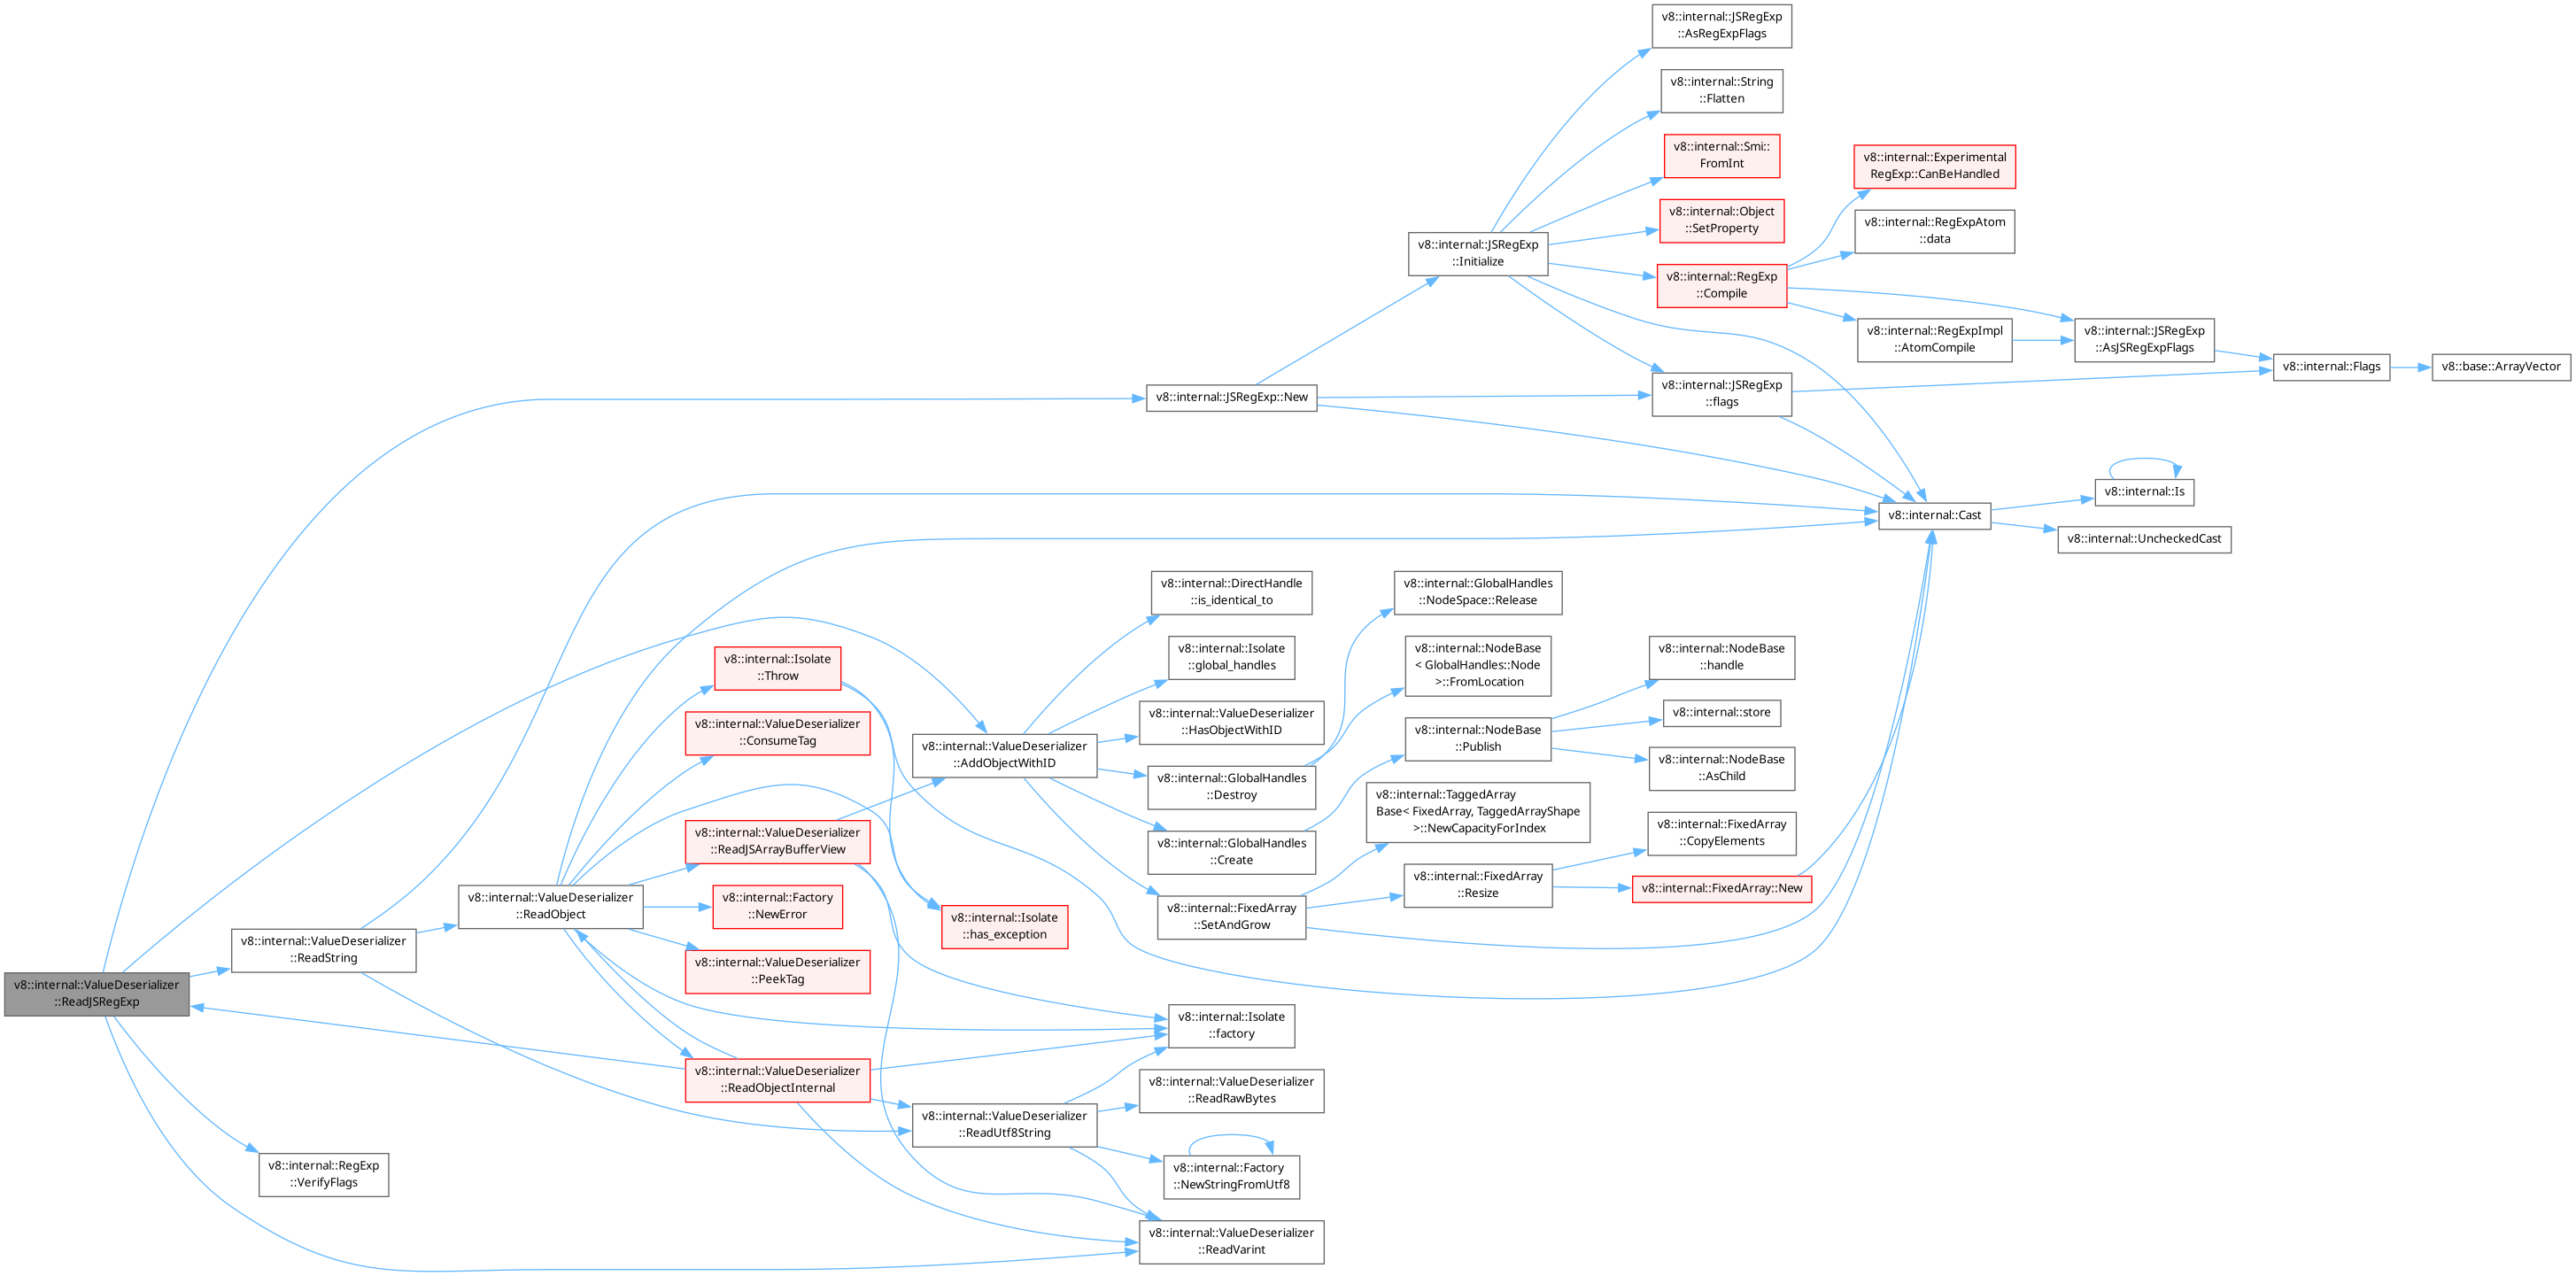 v8::internal::ValueDeserializer
::ReadJSRegExp
v8::internal::ValueDeserializer
::ReadString
v8::internal::RegExp
::VerifyFlags
v8::internal::ValueDeserializer
::ReadObject
v8::internal::Isolate
::Throw
v8::internal::ValueDeserializer
::ConsumeTag
v8::internal::ValueDeserializer
::ReadJSArrayBufferView
v8::internal::Factory
::NewError
v8::internal::ValueDeserializer
::PeekTag
v8::internal::ValueDeserializer
::ReadObjectInternal
v8::internal::ValueDeserializer
::AddObjectWithID
v8::internal::Isolate
::has_exception
v8::internal::ValueDeserializer
::ReadUtf8String
v8::internal::JSRegExp::New
v8::internal::DirectHandle
::is_identical_to
v8::internal::Isolate
::global_handles
v8::internal::ValueDeserializer
::HasObjectWithID
v8::internal::GlobalHandles
::Destroy
v8::internal::GlobalHandles
::Create
v8::internal::FixedArray
::SetAndGrow
v8::internal::Isolate
::factory
v8::internal::ValueDeserializer
::ReadRawBytes
v8::internal::Factory
::NewStringFromUtf8
v8::internal::ValueDeserializer
::ReadVarint
v8::internal::JSRegExp
::Initialize
v8::internal::GlobalHandles
::NodeSpace::Release
v8::internal::NodeBase
< GlobalHandles::Node
>::FromLocation
v8::internal::NodeBase
::Publish
v8::internal::TaggedArray
Base< FixedArray, TaggedArrayShape
>::NewCapacityForIndex
v8::internal::FixedArray
::Resize
v8::internal::JSRegExp
::AsRegExpFlags
v8::internal::String
::Flatten
v8::internal::Smi::
FromInt
v8::internal::Object
::SetProperty
v8::internal::RegExp
::Compile
v8::internal::JSRegExp
::flags
v8::internal::NodeBase
::handle
v8::internal::store
v8::internal::NodeBase
::AsChild
v8::internal::FixedArray
::CopyElements
v8::internal::FixedArray::New
v8::internal::Experimental
RegExp::CanBeHandled
v8::internal::RegExpAtom
::data
v8::internal::RegExpImpl
::AtomCompile
v8::internal::Cast
v8::internal::JSRegExp
::AsJSRegExpFlags
v8::internal::Is
v8::internal::UncheckedCast
v8::internal::Flags
v8::base::ArrayVector